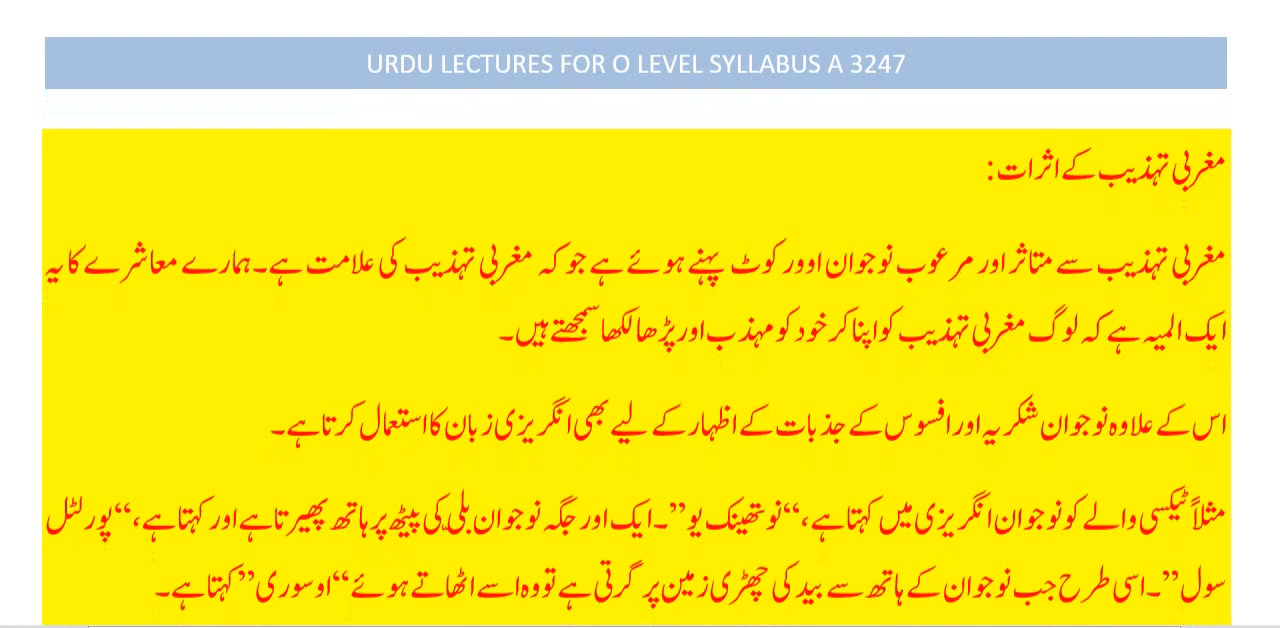 URDU LECTURES FOR O LEVEL SYLLABUS A 3247
مغربی تہذیب کے اثرات:
مغربی تہذیب سے متاثر اور مرعوب نوجوان اوور کوٹ پہنے ہوئے ہے جو کہ مغربی تہذیب کی علامت ہے۔ ہمارے معاشرے کا یہ
ایک المیہ ہے کہ لوگ مغربی تہذیب کو اپنا کر خود کو مہذب اور پڑھا لکھا سمجھتے ہیں۔
اس کے علاوہ نوجوان شکریہ اور افسوس کے جذبات کے اظہار کے لیے بھی انگریزی زبان کا استعمال کرتا ہے۔
مثلاً ٹیکسی والے کو نوجوان انگریزی میں کہتا ہے، “نو تھینک یو”۔ ایک اور جگہ نوجوان بلی کی پیٹھ پر ہاتھ پھیرتا ہے اور کہتا ہے، “پور لٹل
سول”۔ اسی طرح جب نوجوان کے ہاتھ سے بید کی چھڑی زمین پر گرتی ہے تو وہ اسے اٹھاتے ہوئے “او سوری” کہتا ہے۔